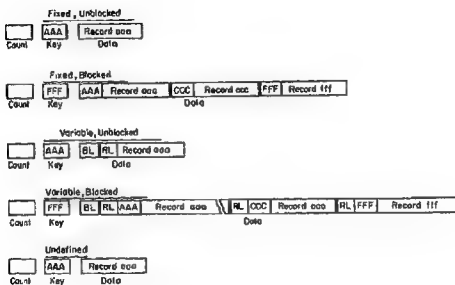 Fixed, Unblocked
AAA Record aaa
Count Key Data
Fixed, Blocked
FFF AAA Record aaa CCC Record ccc FFF Record fff
Count Key Data
Variable, Unblocked
AAA BL RL Record aaa
Count Key Data
Variable, Blocked
FFF BL RL AAA Record aaa RL CCC Record aaa RL FFF Record fff
Count Key Data
Undefined
AAA Record aaa
Count Key Data